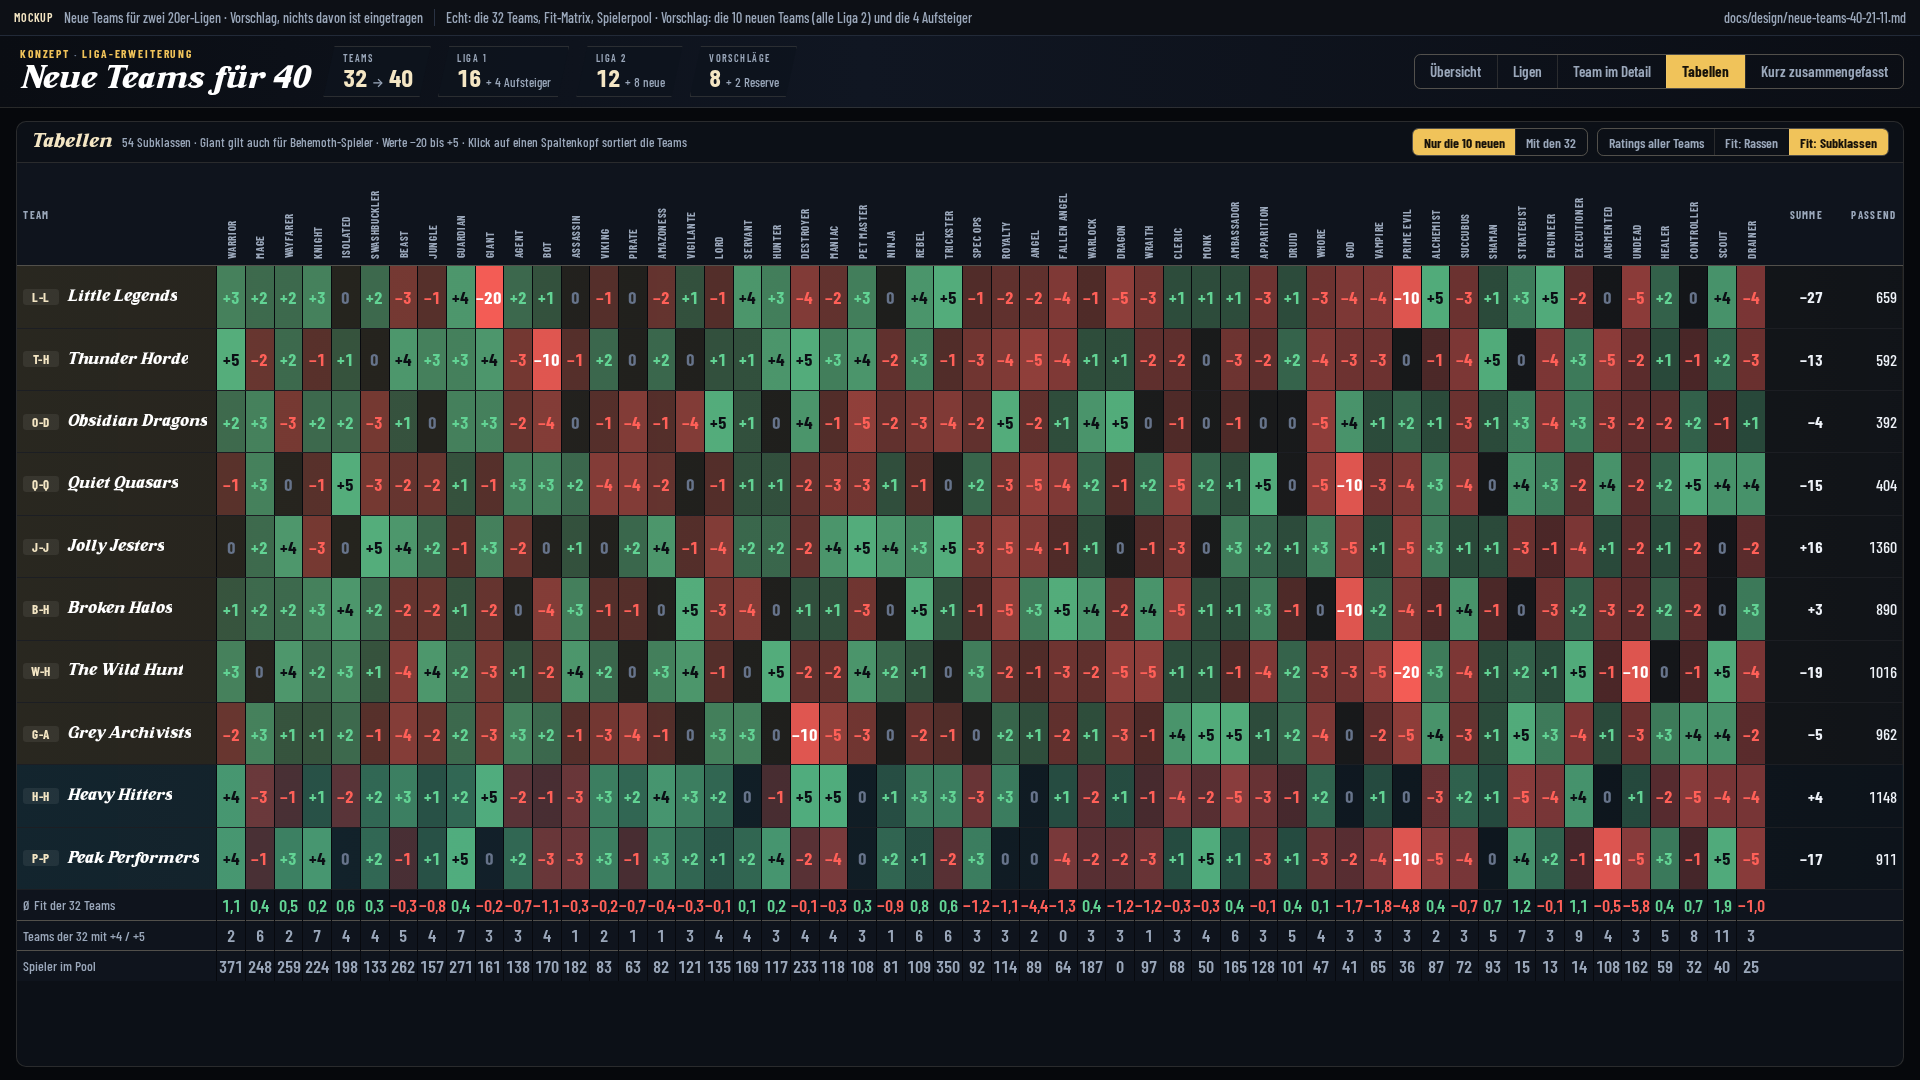 MOCKUP Neue Teams für zwei 20er-Ligen · Vorschlag, nichts davon ist eingetragen Echt: die 32 Teams, Fit-Matrix, Spielerpool · Vorschlag: die 10 neuen Teams (alle Liga 2) und die 4 Aufsteiger docs/design/neue-teams-40-21-11.md
KONZEPT · LIGA-ERWEITERUNG
Neue Teams für 40
TEAMS
32 → 40
LIGA 1
16 + 4 Aufsteiger
LIGA 2
12 + 8 neue
VORSCHLÄGE
8 + 2 Reserve
Übersicht Ligen Team im Detail Tabellen Kurz zusammengefasst
Tabellen 54 Subklassen · Giant gilt auch für Behemoth-Spieler · Werte −20 bis +5 · Klick auf einen Spaltenkopf sortiert die Teams
Nur die 10 neuen Mit den 32 Ratings aller Teams Fit: Rassen Fit: Subklassen
TEAM WARRIOR MAGE WAYFARER KNIGHT ISOLATED SWASHBUCKLER BEAST JUNGLE GUARDIAN GIANT AGENT BOT ASSASSIN VIKING PIRATE AMAZONESS VIGILANTE LORD SERVANT HUNTER DESTROYER MANIAC PET MASTER NINJA REBEL TRICKSTER SPEC OPS ROYALTY ANGEL FALLEN ANGEL WARLOCK DRAGON WRAITH CLERIC MONK AMBASSADOR APPARITION DRUID WHORE GOD VAMPIRE PRIME EVIL ALCHEMIST SUCCUBUS SHAMAN STRATEGIST ENGINEER EXECUTIONER AUGMENTED UNDEAD HEALER CONTROLLER SCOUT DRAINER SUMME PASSEND
L-L Little Legends +3 +2 +2 +3 0 +2 −3 −1 +4 −20 +2 +1 0 −1 0 −2 +1 −1 +4 +3 −4 −2 +3 0 +4 +5 −1 −2 −2 −4 −1 −5 −3 +1 +1 +1 −3 +1 −3 −4 −4 −10 +5 −3 +1 +3 +5 −2 0 −5 +2 0 +4 −4 −27 659
T-H Thunder Horde +5 −2 +2 −1 +1 0 +4 +3 +3 +4 −3 −10 −1 +2 0 +2 0 +1 +1 +4 +5 +3 +4 −2 +3 −1 −3 −4 −5 −4 +1 +1 −2 −2 0 −3 −2 +2 −4 −3 −3 0 −1 −4 +5 0 −4 +3 −5 −2 +1 −1 +2 −3 −13 592
O-D Obsidian Dragons +2 +3 −3 +2 +2 −3 +1 0 +3 +3 −2 −4 0 −1 −4 −1 −4 +5 +1 0 +4 −1 −5 −2 −3 −4 −2 +5 −2 +1 +4 +5 0 −1 0 −1 0 0 −5 +4 +1 +2 +1 −3 +1 +3 −4 +3 −3 −2 −2 +2 −1 +1 −4 392
Q-Q Quiet Quasars −1 +3 0 −1 +5 −3 −2 −2 +1 −1 +3 +3 +2 −4 −4 −2 0 −1 +1 +1 −2 −3 −3 +1 −1 0 +2 −3 −5 −4 +2 −1 +2 −5 +2 +1 +5 0 −5 −10 −3 −4 +3 −4 0 +4 +3 −2 +4 −2 +2 +5 +4 +4 −15 404
J-J Jolly Jesters 0 +2 +4 −3 0 +5 +4 +2 −1 +3 −2 0 +1 0 +2 +4 −1 −4 +2 +2 −2 +4 +5 +4 +3 +5 −3 −5 −4 −1 +1 0 −1 −3 0 +3 +2 +1 +3 −5 +1 −5 +3 +1 +1 −3 −1 −4 +1 −2 +1 −2 0 −2 +16 1360
B-H Broken Halos +1 +2 +2 +3 +4 +2 −2 −2 +1 −2 0 −4 +3 −1 −1 0 +5 −3 −4 0 +1 +1 −3 0 +5 +1 −1 −5 +3 +5 +4 −2 +4 −5 +1 +1 +3 −1 0 −10 +2 −4 −1 +4 −1 0 −3 +2 −3 −2 +2 −2 0 +3 +3 890
W-H The Wild Hunt +3 0 +4 +2 +3 +1 −4 +4 +2 −3 +1 −2 +4 +2 0 +3 +4 −1 0 +5 −2 −2 +4 +2 +1 0 +3 −2 −1 −3 −2 −5 −5 +1 +1 −1 −4 +2 −3 −3 −5 −20 +3 −4 +1 +2 +1 +5 −1 −10 0 −1 +5 −4 −19 1016
G-A Grey Archivists −2 +3 +1 +1 +2 −1 −4 −2 +2 −3 +3 +2 −1 −3 −4 −1 0 +3 +3 0 −10 −5 −3 0 −2 −1 0 +2 +1 −2 +1 −3 −1 +4 +5 +5 +1 +2 −4 0 −2 −5 +4 −3 +1 +5 +3 −4 +1 −3 +3 +4 +4 −2 −5 962
H-H Heavy Hitters +4 −3 −1 +1 −2 +2 +3 +1 +2 +5 −2 −1 −3 +3 +2 +4 +3 +2 0 −1 +5 +5 0 +1 +3 +3 −3 +3 0 +1 −2 +1 −1 −4 −2 −5 −3 −1 +2 0 +1 0 −3 +2 +1 −5 −4 +4 0 +1 −2 −5 −4 −4 +4 1148
P-P Peak Performers +4 −1 +3 +4 0 +2 −1 +1 +5 0 +2 −3 −3 +3 −1 +3 +2 +1 +2 +4 −2 −4 0 +2 +1 −2 +3 0 0 −4 −2 −2 −3 +1 +5 +1 −3 +1 −3 −2 −4 −10 −5 −4 0 +4 +2 −1 −10 −5 +3 −1 +5 −5 −17 911
Ø Fit der 32 Teams 1,1 0,4 0,5 0,2 0,6 0,3 −0,3 −0,8 0,4 −0,2 −0,7 −1,1 −0,3 −0,2 −0,7 −0,4 −0,3 −0,1 0,1 0,2 −0,1 −0,3 0,3 −0,9 0,8 0,6 −1,2 −1,1 −4,4 −1,3 0,4 −1,2 −1,2 −0,3 −0,3 0,4 −0,1 0,4 0,1 −1,7 −1,8 −4,8 0,4 −0,7 0,7 1,2 −0,1 1,1 −0,5 −5,8 0,4 0,7 1,9 −1,0
Teams der 32 mit +4 / +5 2 6 2 7 4 4 5 4 7 3 3 4 1 2 1 1 3 4 4 3 4 4 3 1 6 6 3 3 2 0 3 3 1 3 4 6 3 5 4 3 3 3 2 3 5 7 3 9 4 3 5 8 11 3
Spieler im Pool 371 248 259 224 198 133 262 157 271 161 138 170 182 83 63 82 121 135 169 117 233 118 108 81 109 350 92 114 89 64 187 0 97 68 50 165 128 101 47 41 65 36 87 72 93 15 13 14 108 162 59 32 40 25